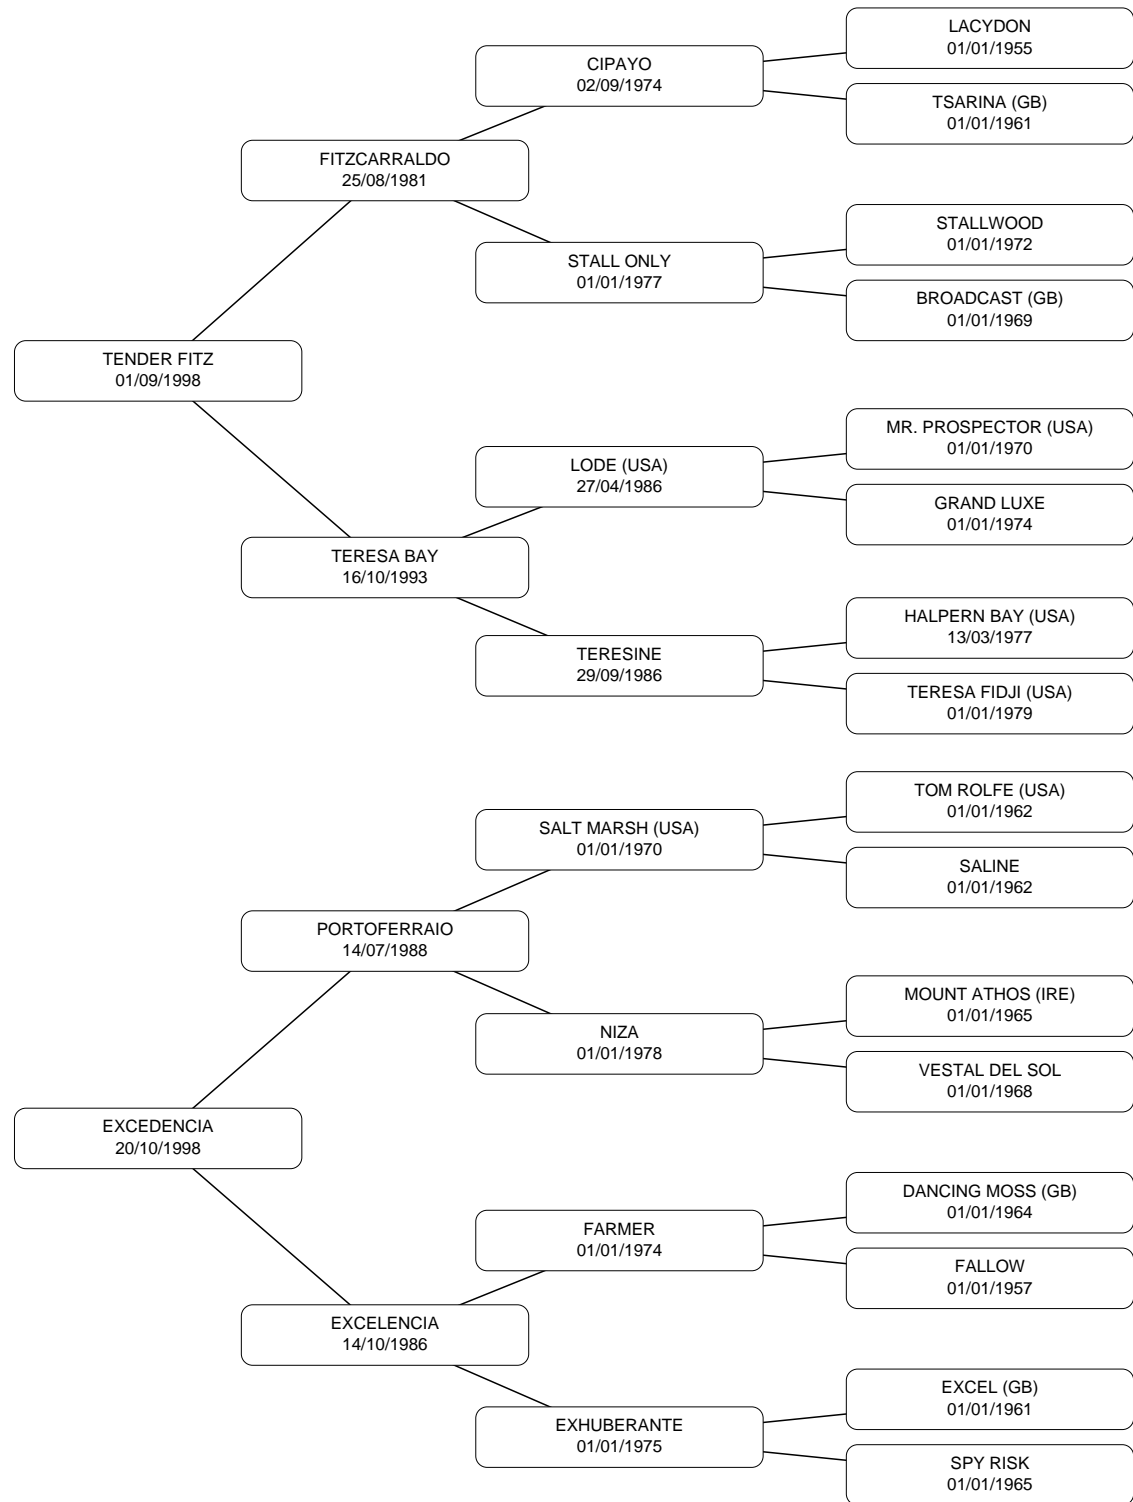 LACYDON
01/01/1955
CIPAYO
02/09/1974
TSARINA (GB)
01/01/1961
FITZCARRALDO
25/08/1981
STALLWOOD
01/01/1972
STALL ONLY
01/01/1977
BROADCAST (GB)
01/01/1969
TENDER FITZ
01/09/1998
MR. PROSPECTOR (USA)
01/01/1970
LODE (USA)
27/04/1986
GRAND LUXE
01/01/1974
TERESA BAY
16/10/1993
HALPERN BAY (USA)
13/03/1977
TERESINE
29/09/1986
TERESA FIDJI (USA)
01/01/1979
TOM ROLFE (USA)
01/01/1962
SALT MARSH (USA)
01/01/1970
SALINE
01/01/1962
PORTOFERRAIO
14/07/1988
MOUNT ATHOS (IRE)
01/01/1965
NIZA
01/01/1978
VESTAL DEL SOL
01/01/1968
EXCEDENCIA
20/10/1998
DANCING MOSS (GB)
01/01/1964
FARMER
01/01/1974
FALLOW
01/01/1957
EXCELENCIA
14/10/1986
EXCEL (GB)
01/01/1961
EXHUBERANTE
01/01/1975
SPY RISK
01/01/1965